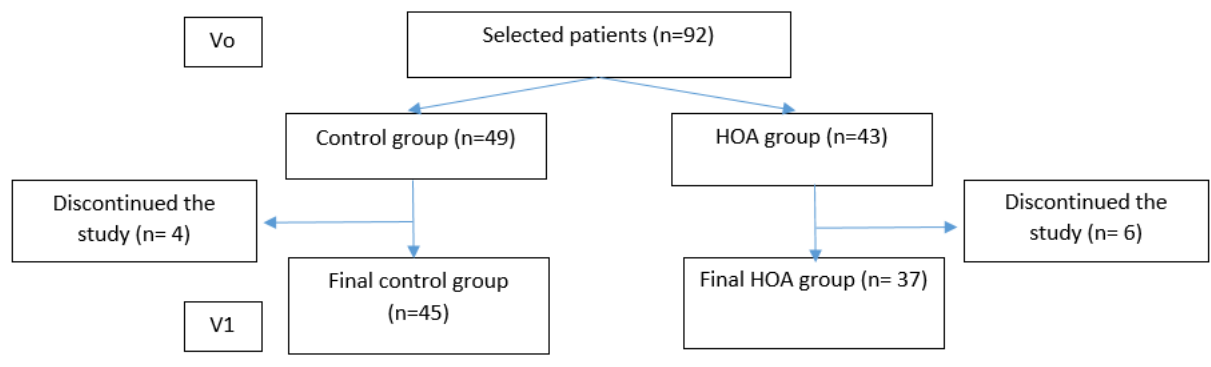 Vo
Selected patients (n=92)
Control group (n=49)
HOA group (n=43)
Discontinued the
study (n= 4)
Discontinued the
study (n= 6)
Final control group
(n=45)
Final HOA group (n= 37)
V1